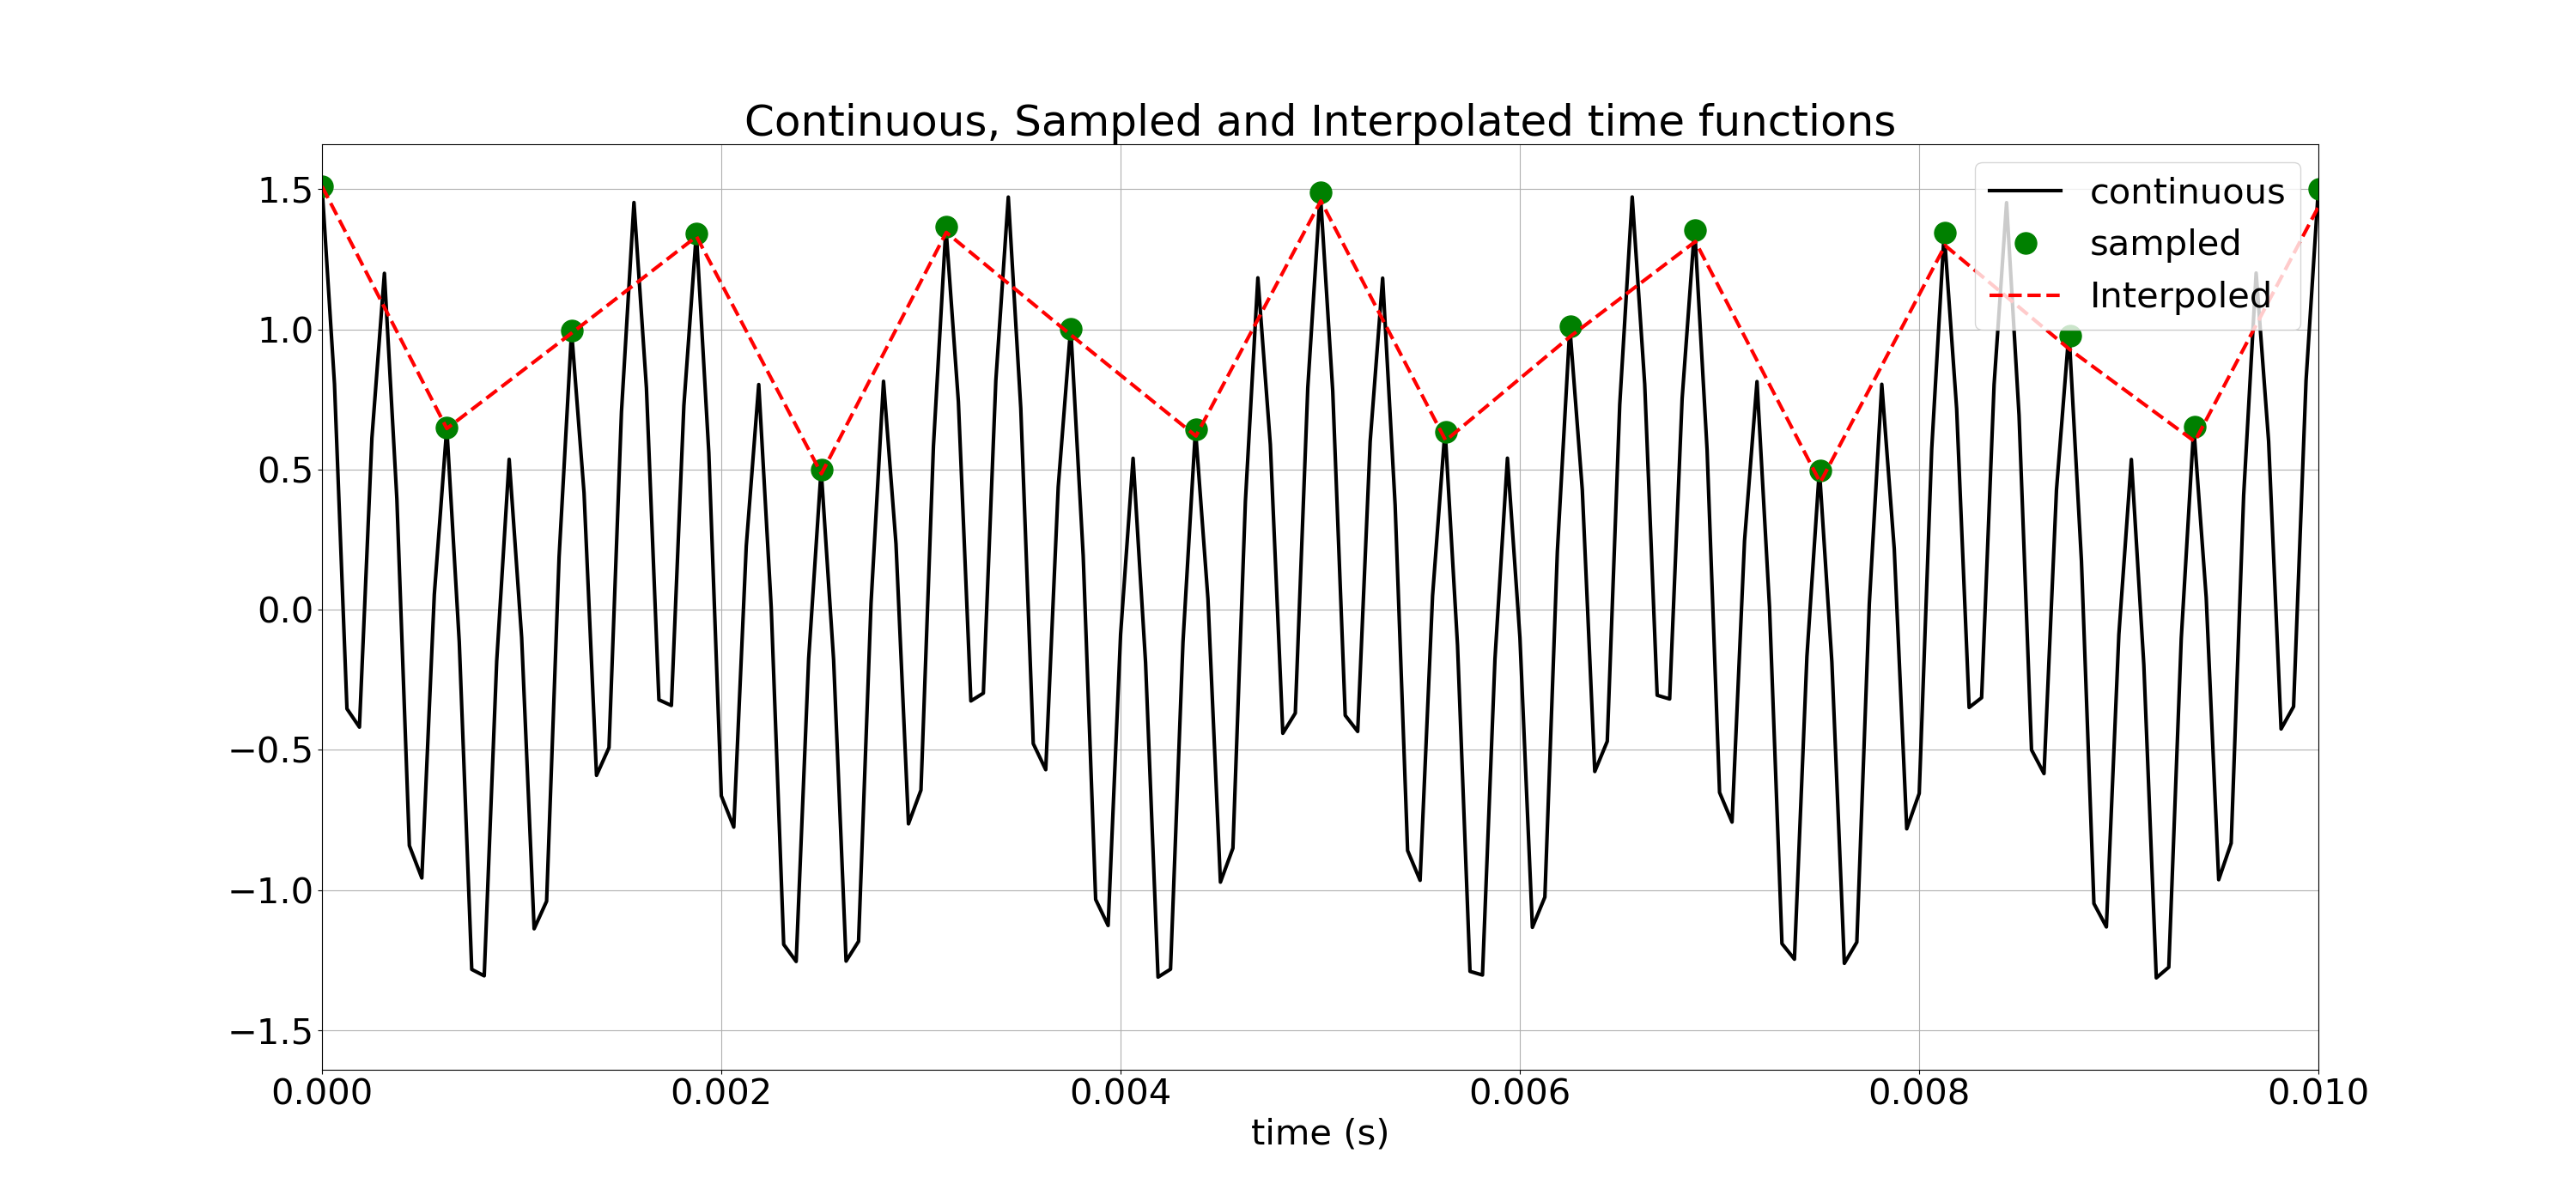 Continuous, Sampled and Interpolated time functions
1.5
1.0
0.5
0.0
−0.5
−1.0
−1.5
continuous
sampled
Interpoled
0.000 0.002 0.004 0.006 0.008 0.010
time (s)